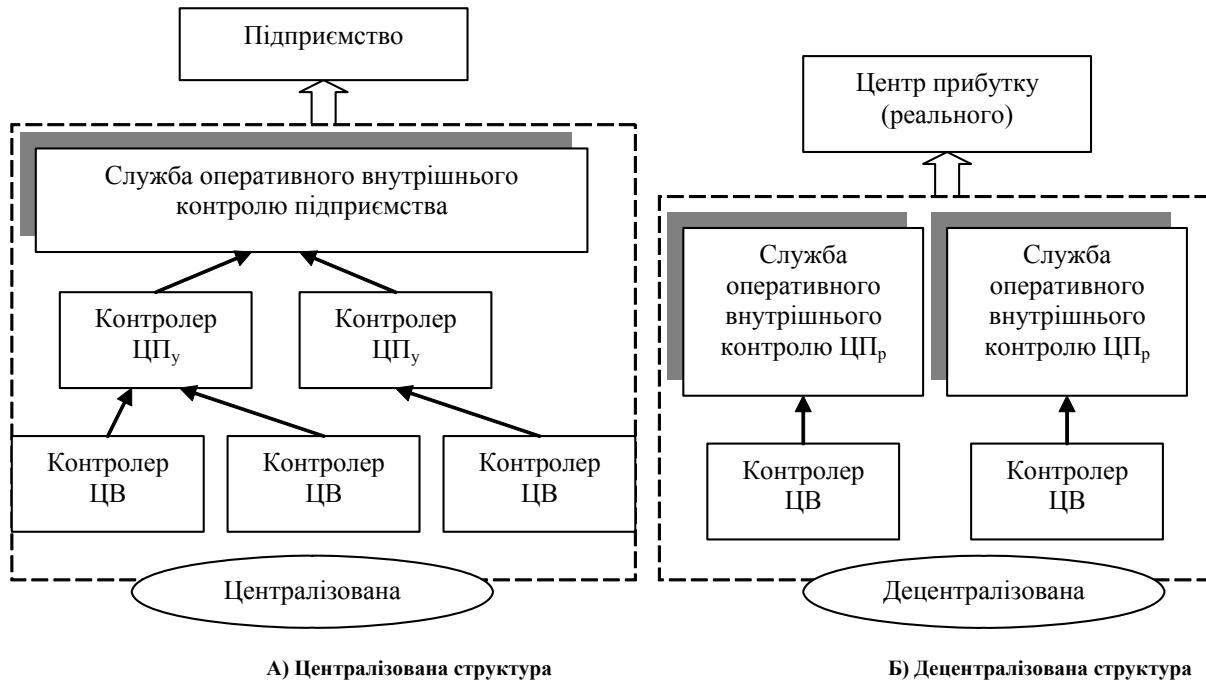 Підприємство
Служба оперативного внутрішнього
контролю підприємства
Контролер
ЦПу
Контролер
ЦПу
Контролер
ЦВ
Контролер
ЦВ
Контролер
ЦВ
Централізована
А) Централізована структура
Центр прибутку
(реального)
Служба
оперативного
внутрішнього
контролю ЦПр
Служба
оперативного
внутрішнього
контролю ЦПр
Контролер
ЦВ
Контролер
ЦВ
Децентралізована
Б) Децентралізована структура